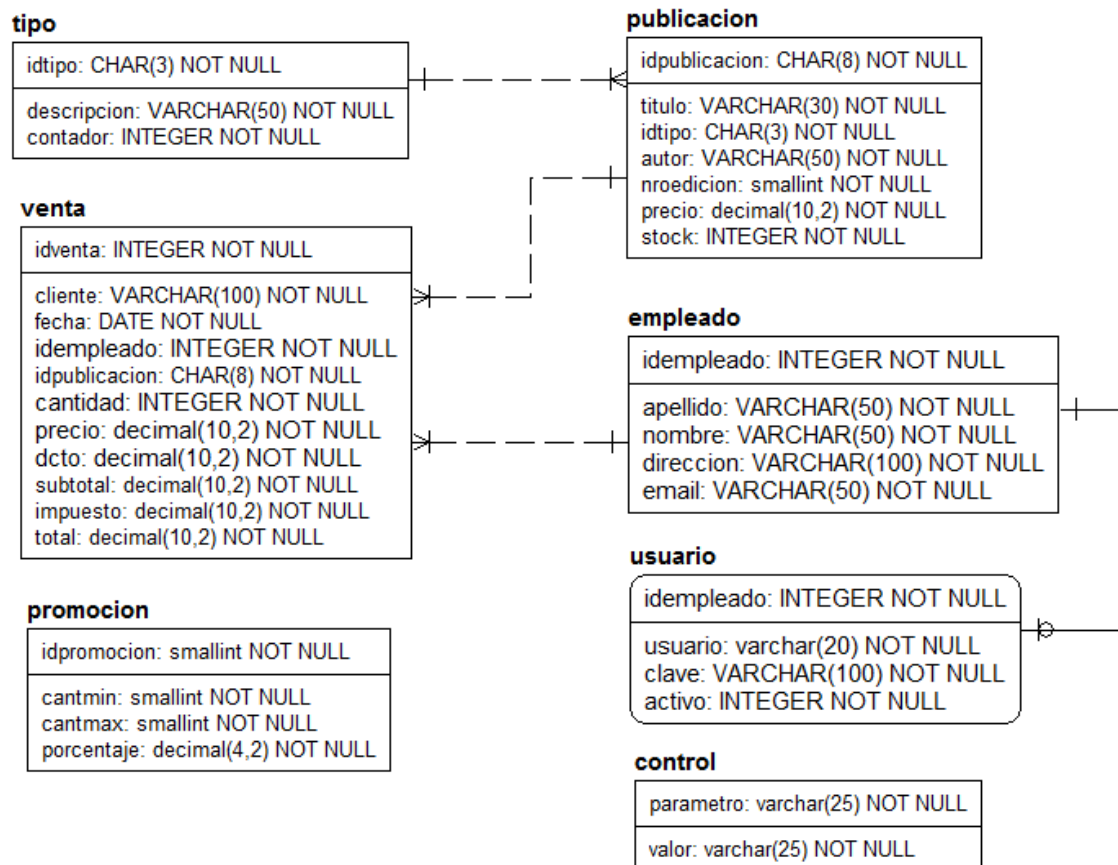 tipo
idtipo: CHAR(3) NOT NULL
descripcion: VARCHAR(50) NOT NULL
contador: INTEGER NOT NULL
publicacion
idpublicacion: CHAR(8) NOT NULL
titulo: VARCHAR(30) NOT NULL
idtipo: CHAR(3) NOT NULL
autor: VARCHAR(50) NOT NULL
nroedicion: smallint NOT NULL
precio: decimal(10,2) NOT NULL
stock: INTEGER NOT NULL
venta
idventa: INTEGER NOT NULL
cliente: VARCHAR(100) NOT NULL
fecha: DATE NOT NULL
idempleado: INTEGER NOT NULL
idpublicacion: CHAR(8) NOT NULL
cantidad: INTEGER NOT NULL
precio: decimal(10,2) NOT NULL
dcto: decimal(10,2) NOT NULL
subtotal: decimal(10,2) NOT NULL
impuesto: decimal(10,2) NOT NULL
total: decimal(10,2) NOT NULL
empleado
idempleado: INTEGER NOT NULL
apellido: VARCHAR(50) NOT NULL
nombre: VARCHAR(50) NOT NULL
direccion: VARCHAR(100) NOT NULL
email: VARCHAR(50) NOT NULL
promocion
idpromocion: smallint NOT NULL
cantmin: smallint NOT NULL
cantmax: smallint NOT NULL
porcentaje: decimal(4,2) NOT NULL
usuario
idempleado: INTEGER NOT NULL
usuario: varchar(20) NOT NULL
clave: VARCHAR(100) NOT NULL
activo: INTEGER NOT NULL
control
parametro: varchar(25) NOT NULL
valor: varchar(25) NOT NULL